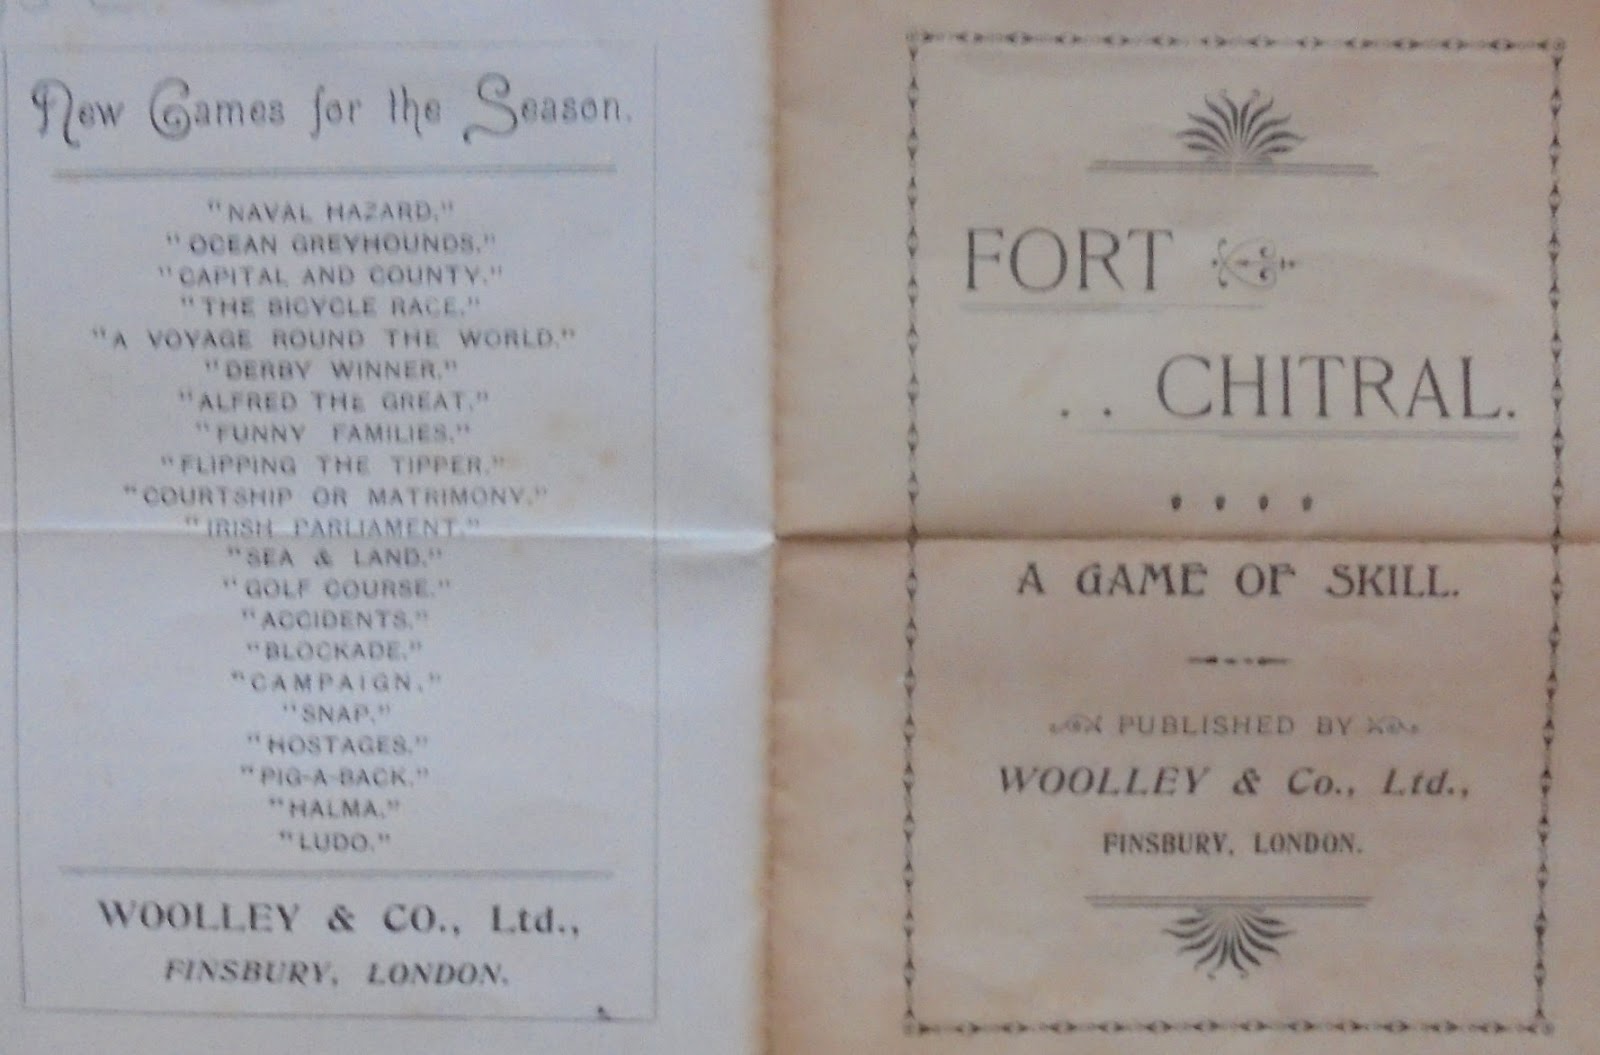 New Games for the Season.
"NAVAL HAZARD."
"OCEAN GREYHOUNDS."
"CAPITAL AND COUNTY."
"THE BICYCLE RACE."
"A VOYAGE ROUND THE WORLD."
"DERBY WINNER."
"ALFRED THE GREAT."
"FUNNY FAMILIES."
"FLIPPING THE TIPPER."
"COURTSHIP OR MATRIMONY."
"IRISH PARLIAMENT."
"SEA & LAND."
"GOLF COURSE."
"ACCIDENTS."
"BLOCKADE."
"CAMPAIGN."
"SNAP."
"HOSTAGES."
"PIG-A-BACK."
"HALMA."
"LUDO."
WOOLLEY & CO., Ltd.,
FINSBURY, LONDON.
FORT
. . CHITRAL.
A GAME OF SKILL.
PUBLISHED BY
WOOLLEY & Co., Ltd.,
FINSBURY, LONDON.